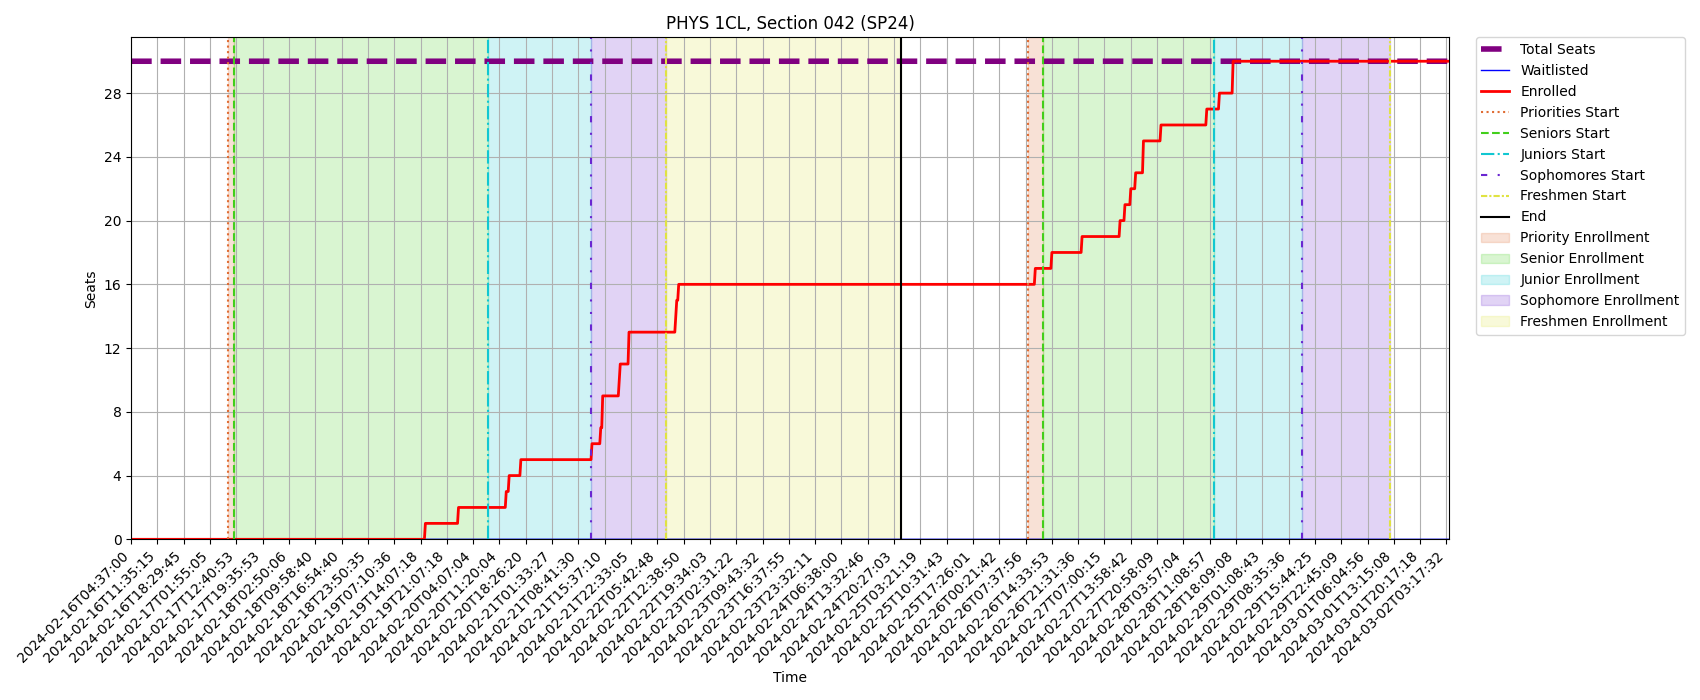 PHYS 1CL, Section 042 (SP24)
Seats
28
24
20
16
12
8
4
0
2024-02-16T04:37:00
2024-02-16T11:35:15
2024-02-16T18:29:45
2024-02-17T01:55:05
2024-02-17T12:40:53
2024-02-17T19:35:53
2024-02-18T02:50:06
2024-02-18T09:58:40
2024-02-18T16:54:40
2024-02-18T23:50:35
2024-02-19T07:10:36
2024-02-19T14:07:18
2024-02-19T21:07:18
2024-02-20T04:07:04
2024-02-20T11:20:04
2024-02-20T18:26:20
2024-02-21T01:33:27
2024-02-21T08:41:30
2024-02-21T15:37:10
2024-02-21T22:33:05
2024-02-22T05:42:48
2024-02-22T12:38:50
2024-02-22T19:34:03
2024-02-23T02:31:22
2024-02-23T09:43:32
2024-02-23T16:37:55
2024-02-23T23:32:11
2024-02-24T06:38:00
2024-02-24T13:32:46
2024-02-24T20:27:03
2024-02-25T03:21:19
2024-02-25T10:31:43
2024-02-25T17:26:01
2024-02-26T00:21:42
2024-02-26T07:37:56
2024-02-26T14:33:53
2024-02-26T21:31:36
2024-02-27T07:00:15
2024-02-27T13:58:42
2024-02-27T20:58:09
2024-02-28T03:57:04
2024-02-28T11:08:57
2024-02-28T18:09:08
2024-02-29T01:08:43
2024-02-29T08:35:36
2024-02-29T15:44:25
2024-02-29T22:45:09
2024-03-01T06:04:56
2024-03-01T13:15:08
2024-03-01T20:17:18
2024-03-02T03:17:32
Time
Total Seats
Waitlisted
Enrolled
Priorities Start
Seniors Start
Juniors Start
Sophomores Start
Freshmen Start
End
Priority Enrollment
Senior Enrollment
Junior Enrollment
Sophomore Enrollment
Freshmen Enrollment